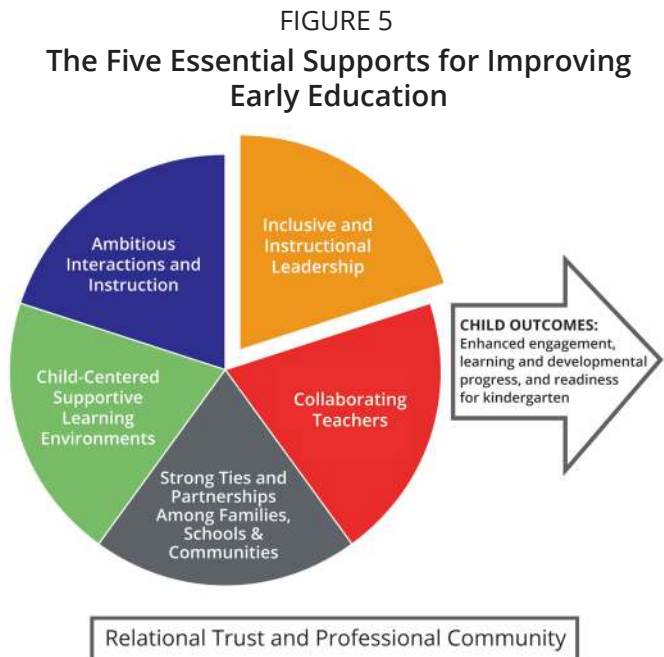 FIGURE 5
The Five Essential Supports for Improving
Early Education
Ambitious
Interactions and
Instruction
Inclusive and
Instructional
Leadership
Child-Centered
Supportive
Learning
Environments
Collaborating
Teachers
Strong Ties and
Partnerships
Among Families,
Schools &
Communities
CHILD OUTCOMES:
Enhanced engagement,
learning and developmental
progress, and readiness
for kindergarten
Relational Trust and Professional Community